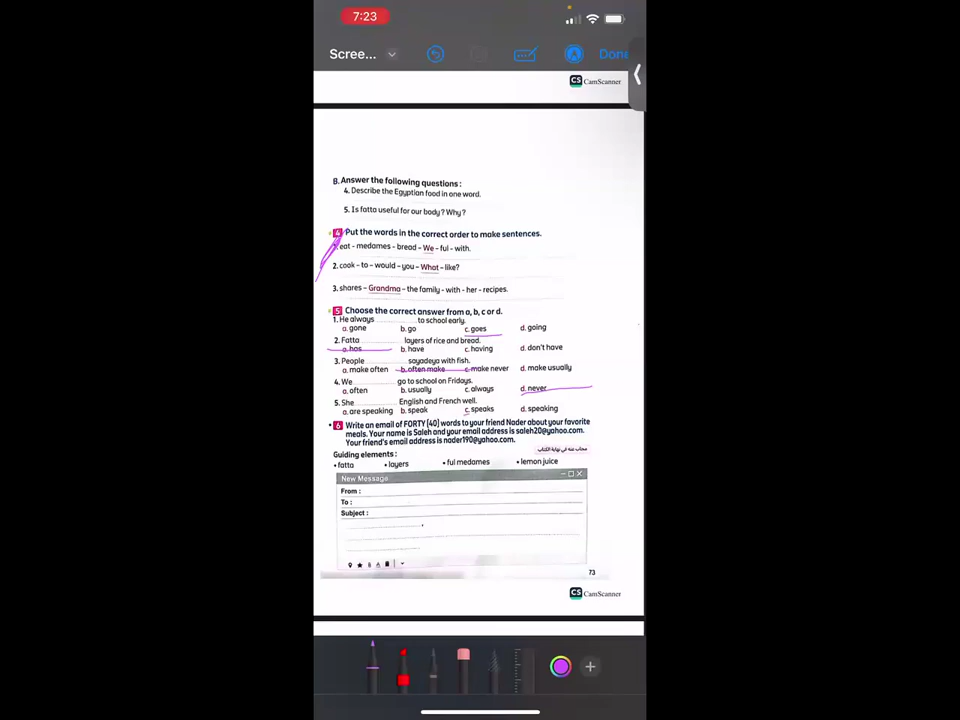 7:23
Scree...
Done
CS CamScanner
B. Answer the following questions :
4. Describe the Egyptian food in one word.
5. Is fatta useful for our body? Why?
4 Put the words in the correct order to make sentences.
1. eat - medames - bread - We - ful - with.
2. cook - to - would - you - What - like?
3. shares - Grandma - the family - with - her - recipes.
5 Choose the correct answer from a, b, c or d.
1. He always to school early.
a. gone b. go c. goes d. going
2. Fatta layers of rice and bread.
a. has b. have c. having d. don't have
3. People sayadeya with fish.
a. make often b. often make c. make never d. make usually
4. We go to school on Fridays.
a. often b. usually c. always d. never
5. She English and French well.
a. are speaking b. speak c. speaks d. speaking
6 Write an email of FORTY [40] words to your friend Nader about your favorite
meals. Your name is Saleh and your email address is saleh20@yahoo.com.
Your friend's email address is nader190@yahoo.com.
مجاب عنه في نهاية الكتاب
Guiding elements :
• fatta • layers • ful medames • lemon juice
New Message
From :
To :
Subject :
73
CS CamScanner